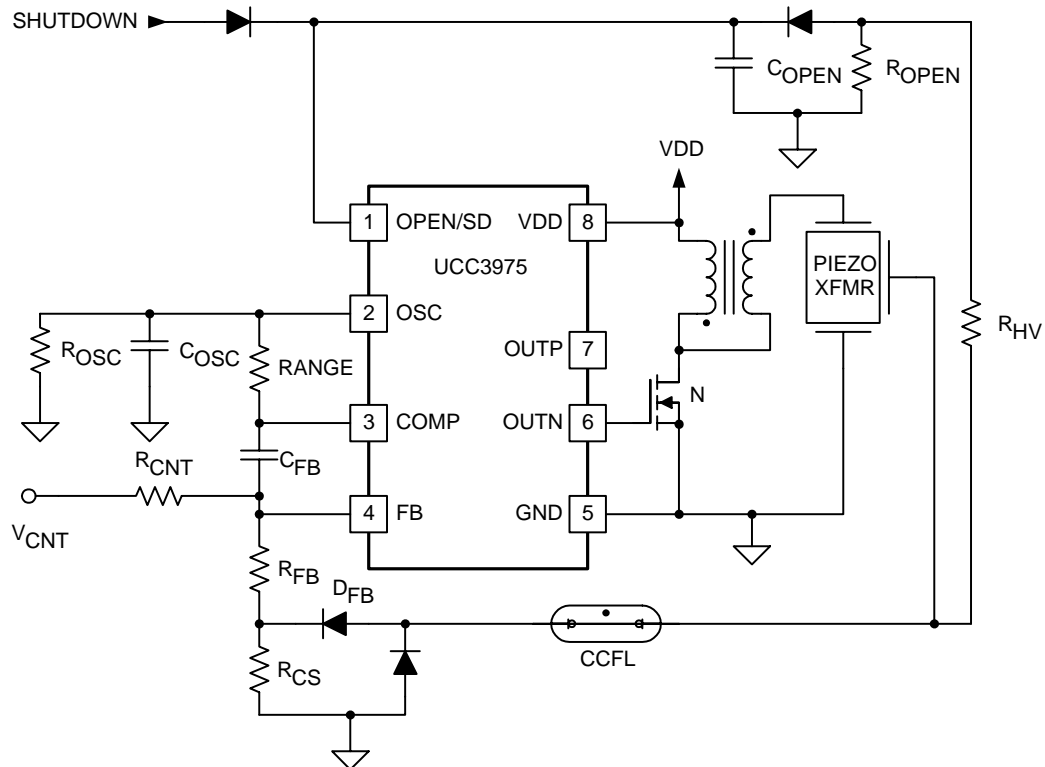 SHUTDOWN
COPEN
ROPEN
VDD
1
OPEN/SD
VDD
8
UCC3975
PIEZO
XFMR
2
OSC
ROSC
COSC
RANGE
OUTP
7
RHV
N
3
COMP
OUTN
6
RCNT
CFB
VCNT
4
FB
GND
5
RFB
DFB
RCS
CCFL